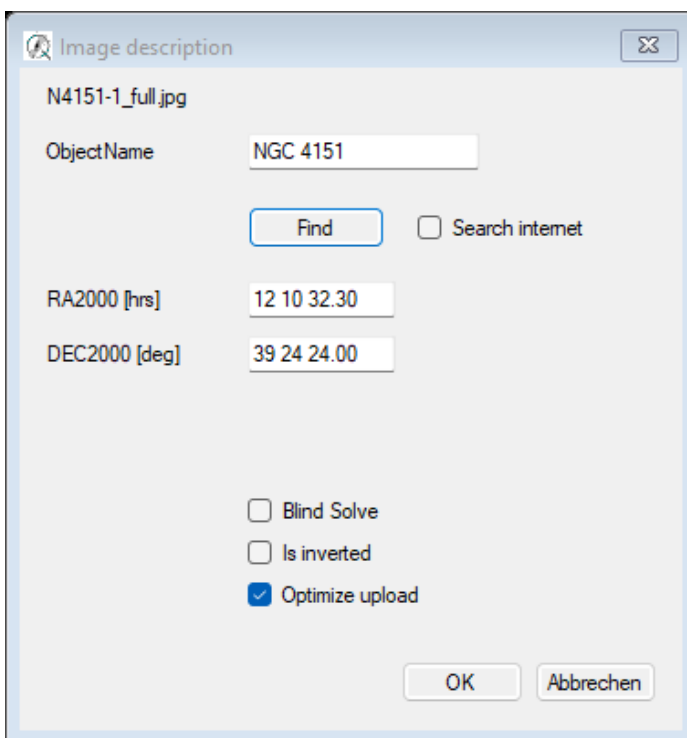 Image description
N4151-1_full.jpg
ObjectName NGC 4151
Find Search internet
RA2000 [hrs] 12 10 32.30
DEC2000 [deg] 39 24 24.00
Blind Solve
Is inverted
Optimize upload
OK Abbrechen